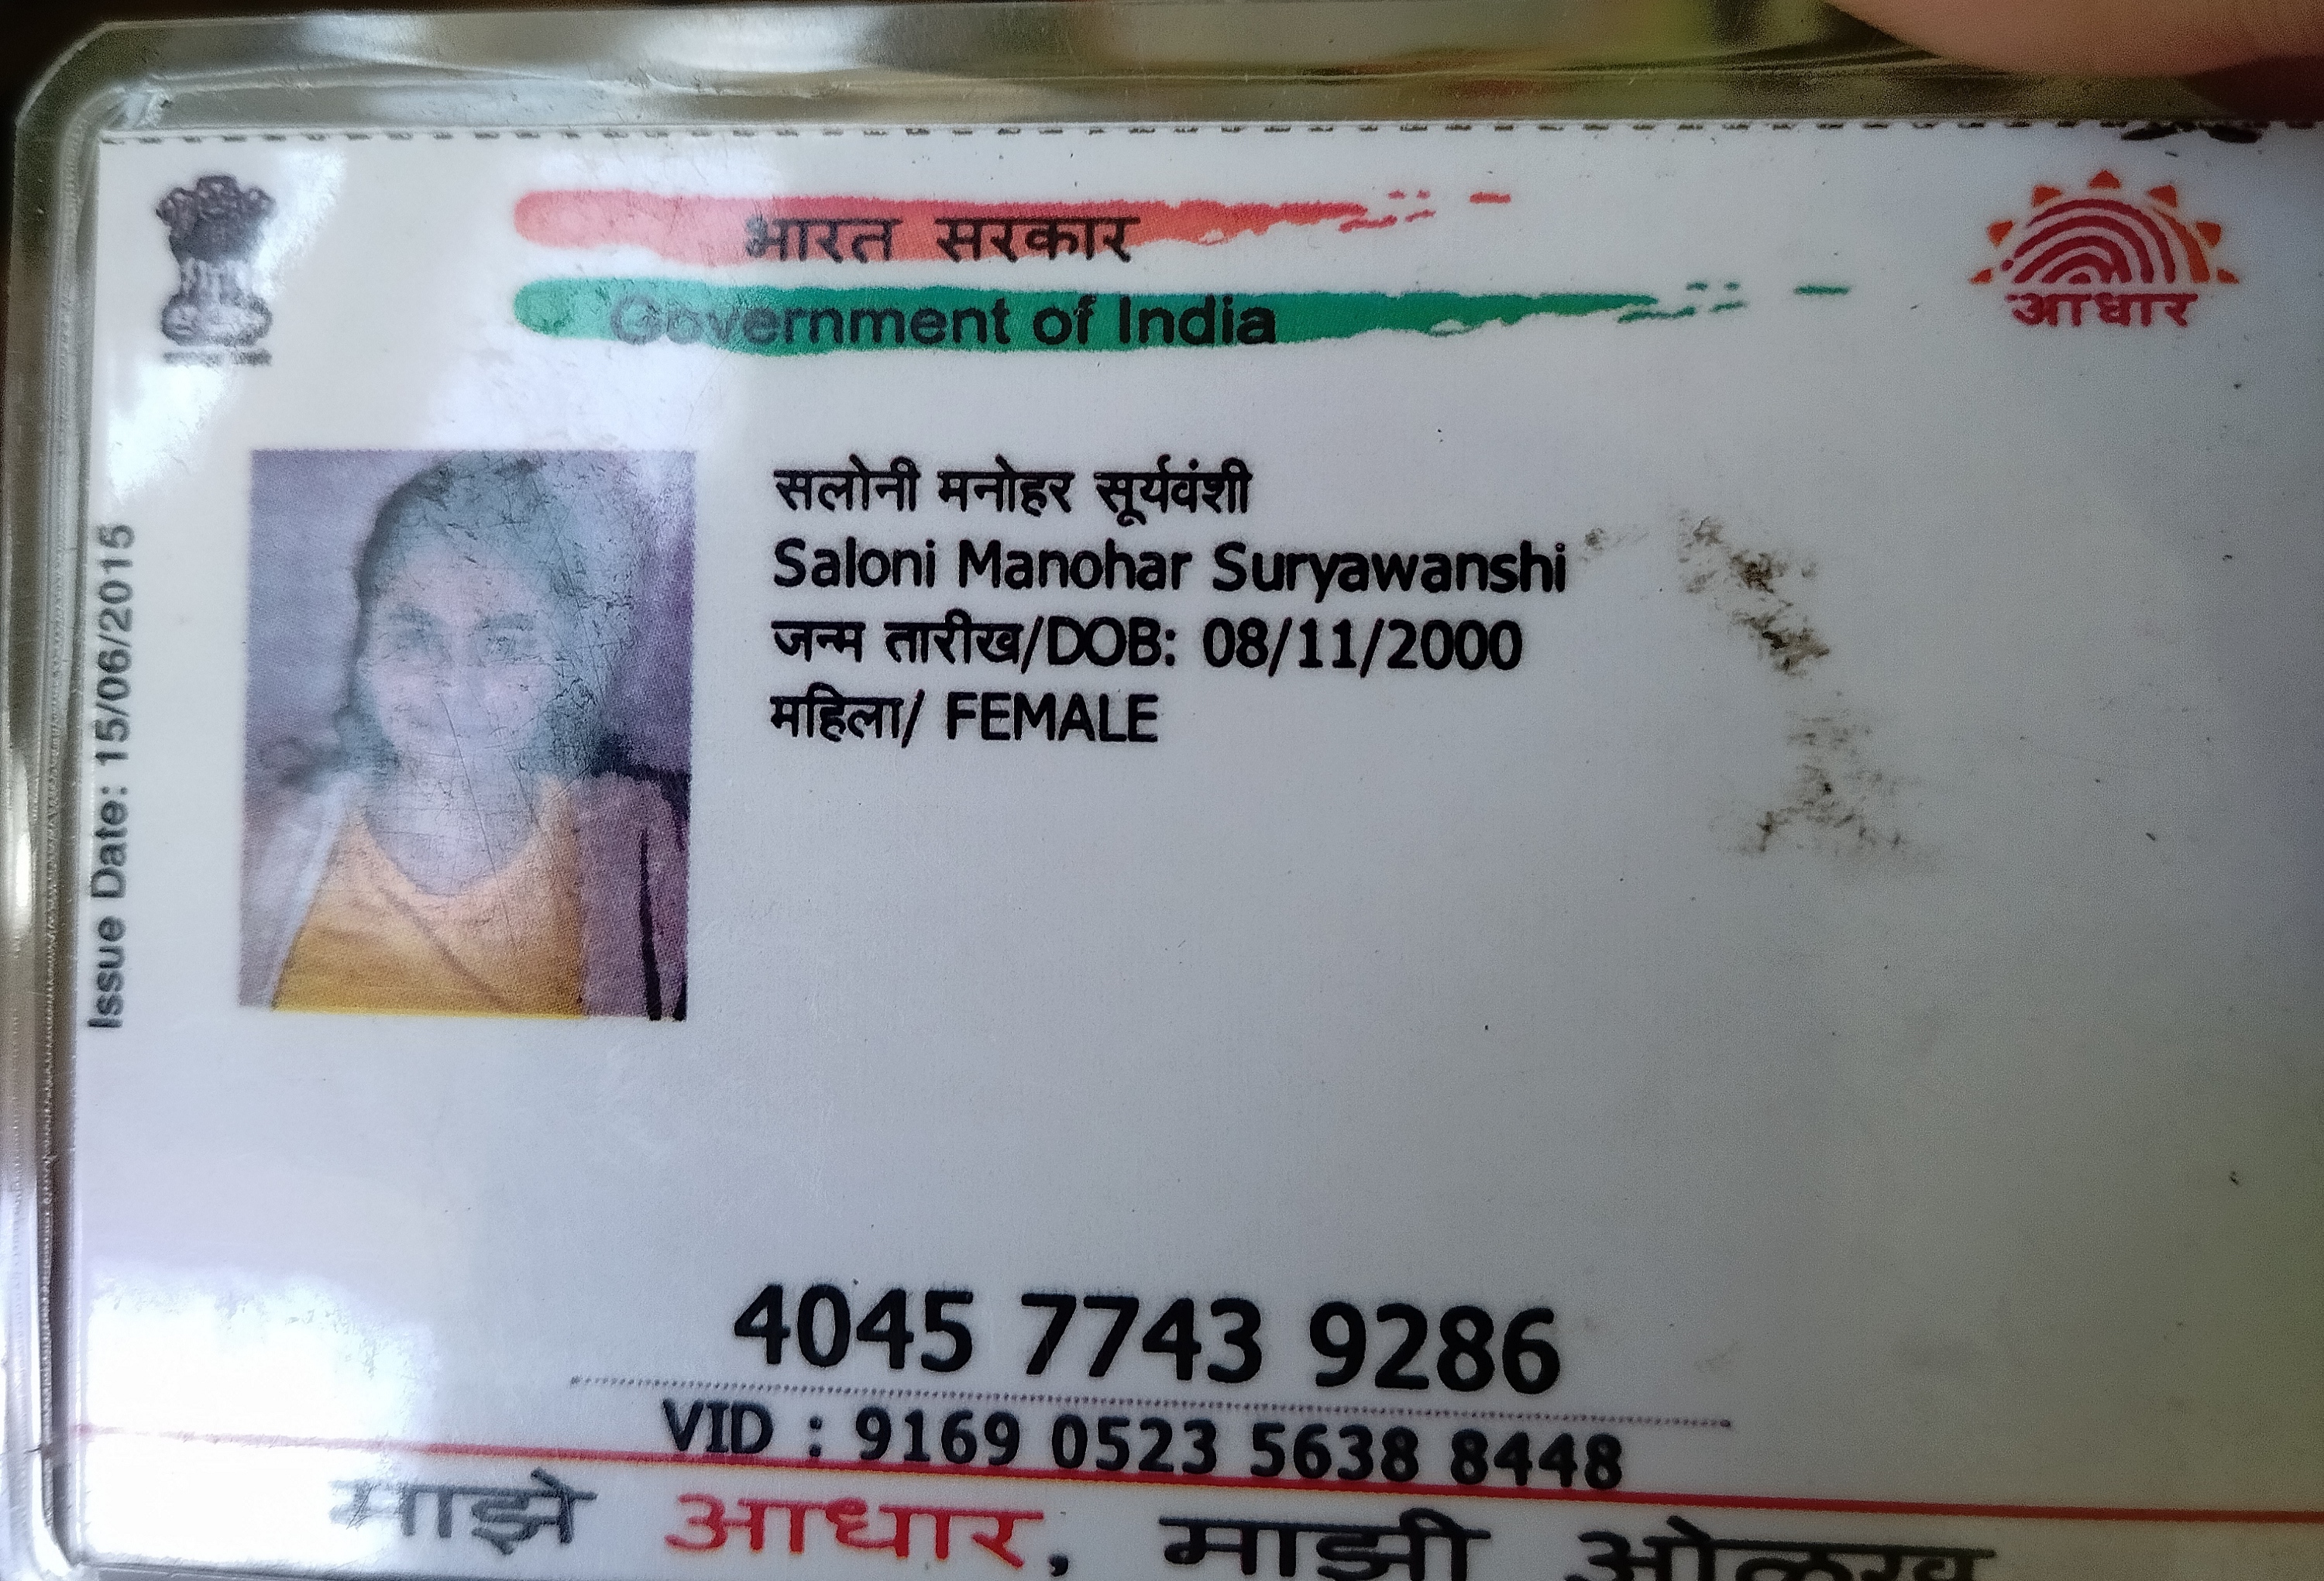 भारत सरकार
Government of India
आधार
Issue Date: 15/06/2015
सलोनी मनोहर सूर्यवंशी
Saloni Manohar Suryawanshi
जन्म तारीख/DOB: 08/11/2000
महिला/ FEMALE
4045 7743 9286
VID : 9169 0523 5638 8448
माझे आधार, माझी ओळख